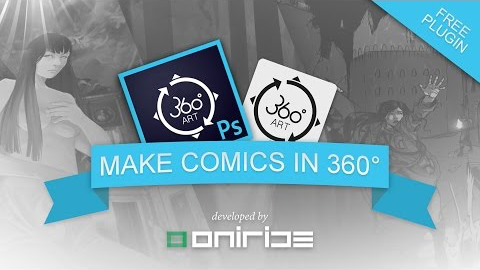 FREE
PLUGIN
360°
ART
Ps
360°
ART
MAKE COMICS IN 360°
developed by
oniride